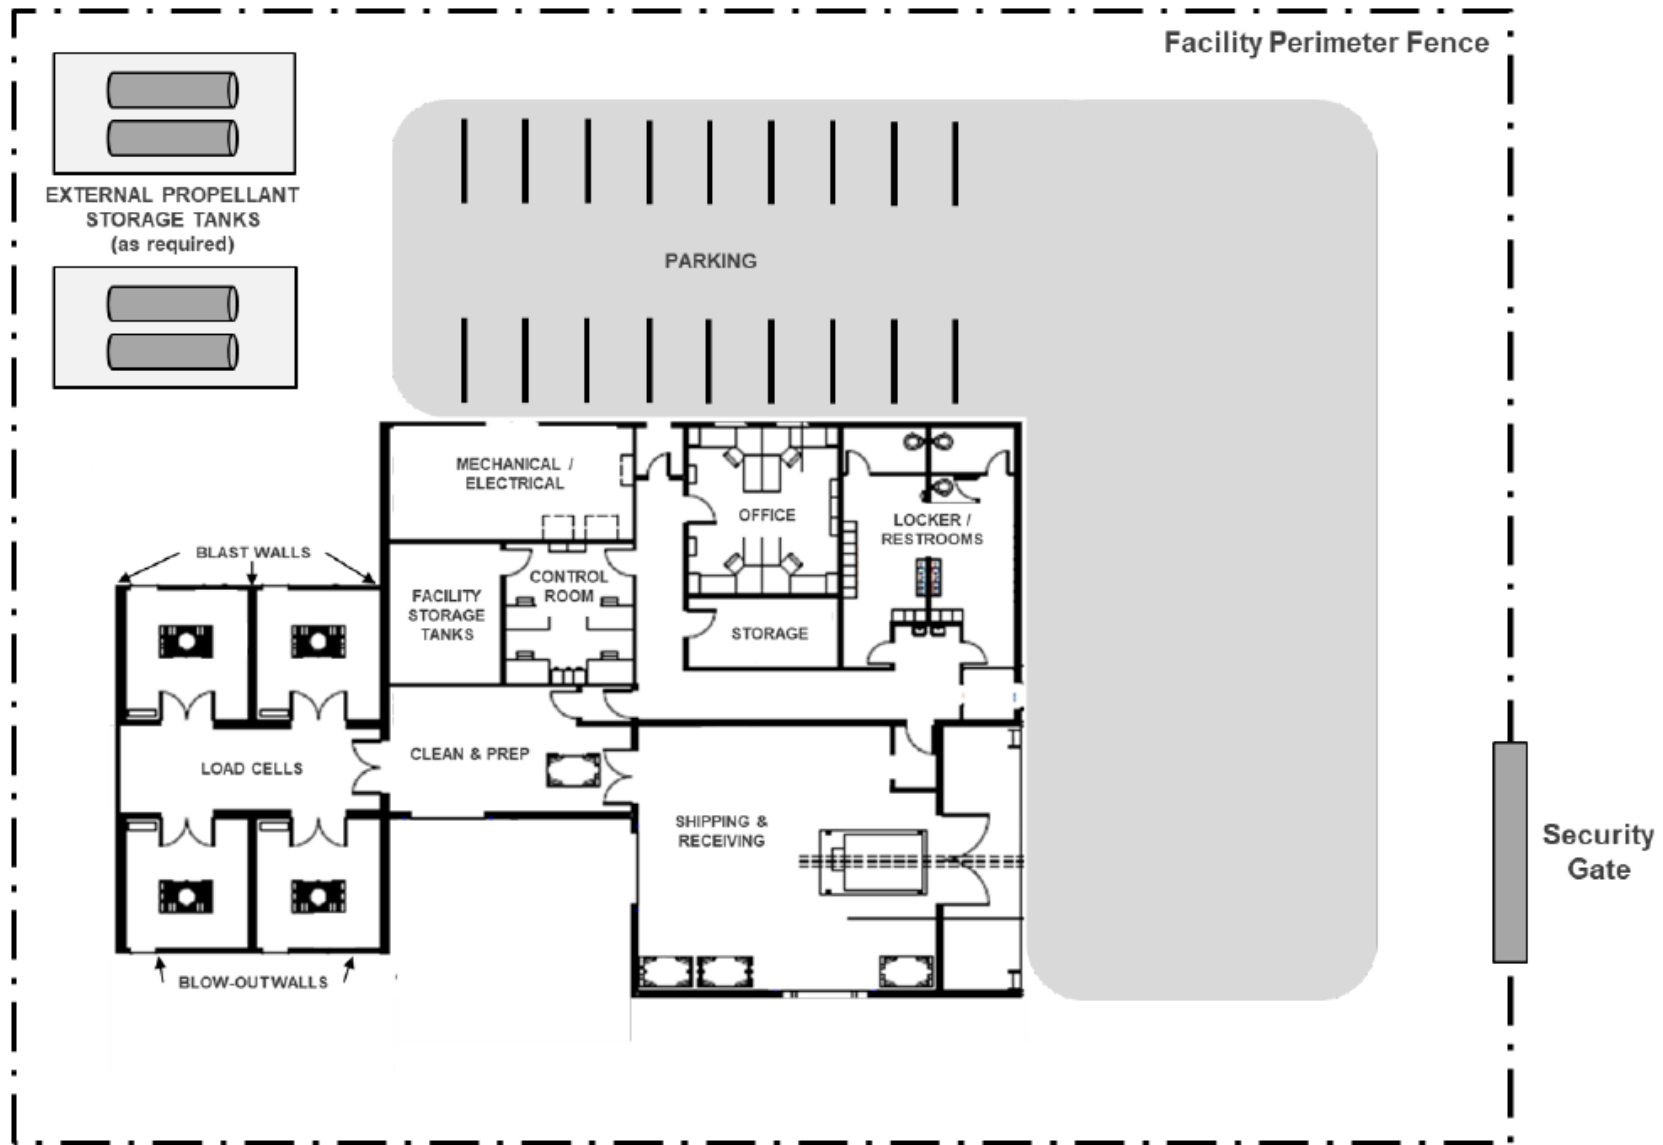 Facility Perimeter Fence
EXTERNAL PROPELLANT
STORAGE TANKS
(as required)
PARKING
MECHANICAL /
ELECTRICAL
OFFICE
LOCKER /
RESTROOMS
BLAST WALLS
FACILITY
STORAGE
TANKS
CONTROL
ROOM
STORAGE
LOAD CELLS
CLEAN & PREP
SHIPPING &
RECEIVING
Security
Gate
BLOW-OUTWALLS